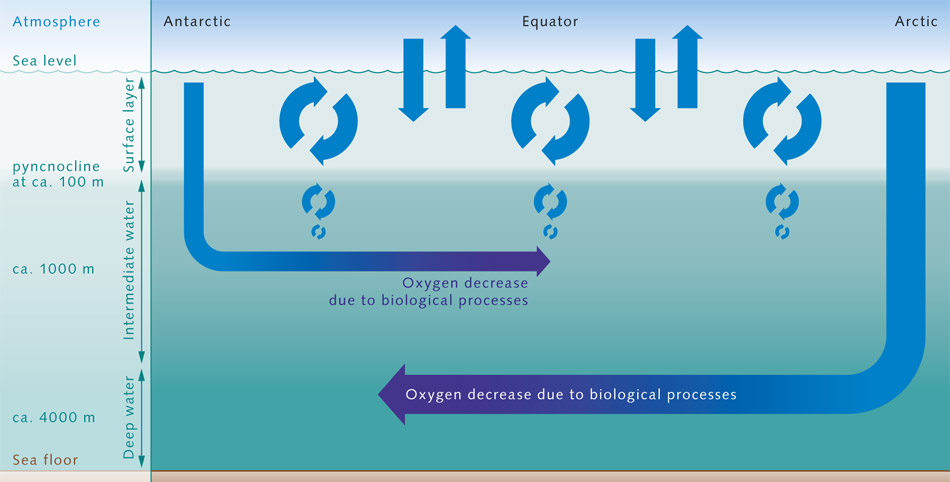 Atmosphere
Antarctic
Equator
Arctic
Sea level
Surface layer
pyncnocline
at ca. 100 m
Intermediate water
ca. 1000 m
Oxygen decrease
due to biological processes
Deep water
Oxygen decrease due to biological processes
ca. 4000 m
Sea floor